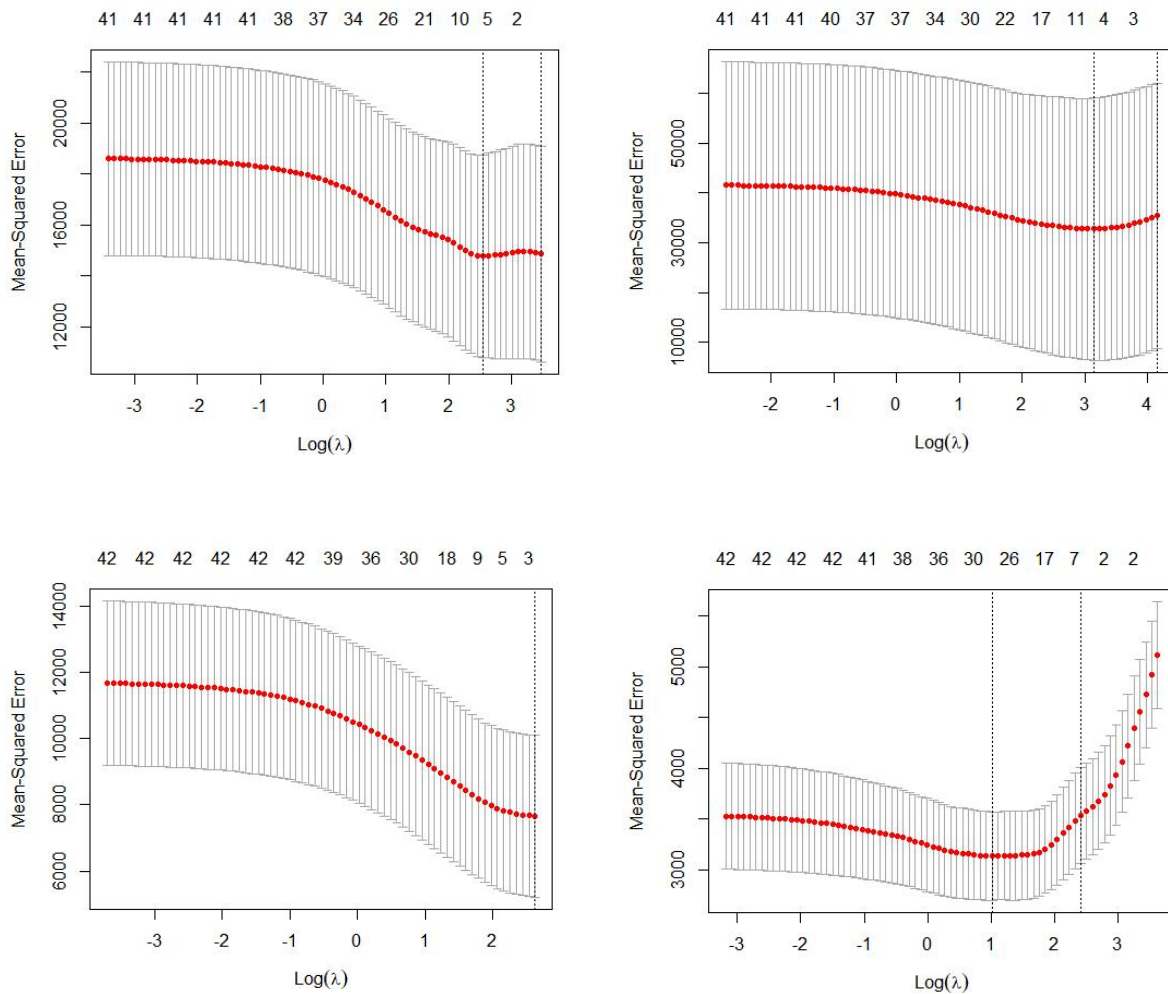 41 41 41 41 41 38 37 34 26 21 10 5 2
Mean-Squared Error
20000
16000
12000
-3 -2 -1 0 1 2 3
Log(λ)
41 41 41 40 37 37 34 30 22 17 11 4 3
Mean-Squared Error
50000
30000
10000
-2 -1 0 1 2 3 4
Log(λ)
42 42 42 42 42 42 39 36 30 18 9 5 3
Mean-Squared Error
14000
12000
10000
8000
6000
-3 -2 -1 0 1 2
Log(λ)
42 42 42 42 41 38 36 30 26 17 7 2 2
Mean-Squared Error
5000
4000
3000
-3 -2 -1 0 1 2 3
Log(λ)